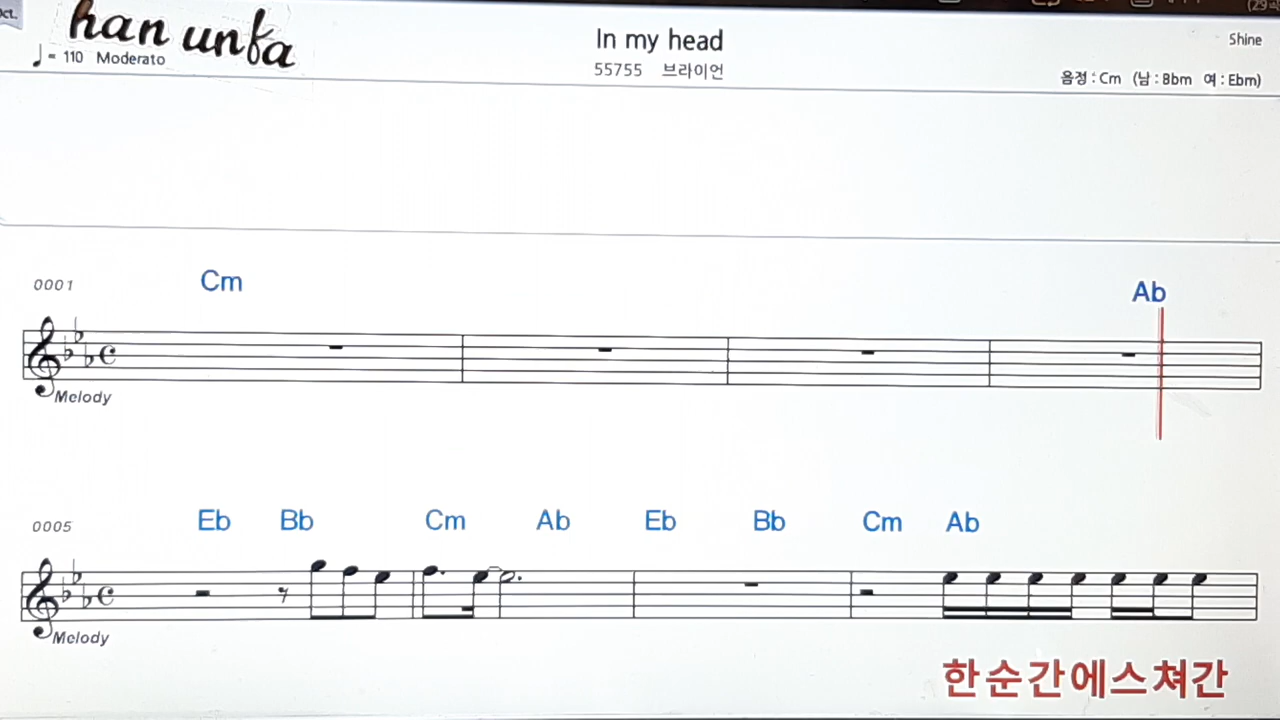 Oct.
han unfa
In my head
Shine
♩= 110 Moderato
55755 브라이언
음정 : Cm (남 : Bbm 여 : Ebm)
0001 Cm Ab
Melody
0005 Eb Bb Cm Ab Eb Bb Cm Ab
Melody
한순간에스쳐간